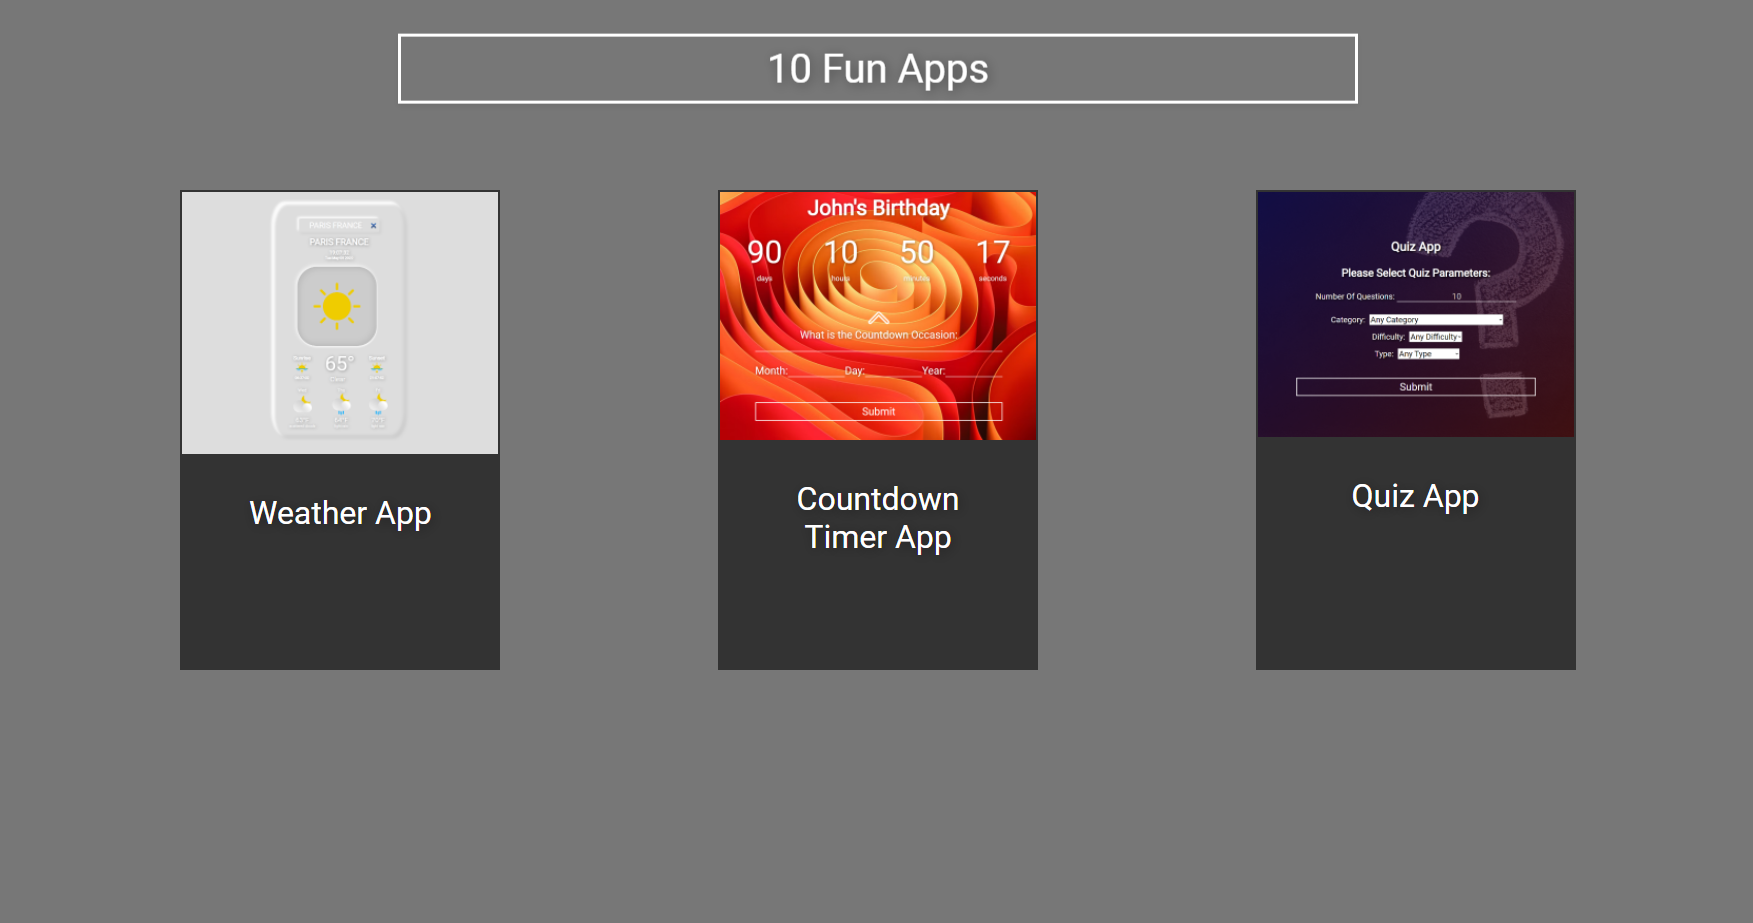 10 Fun Apps
PARIS FRANCE ×
PARIS FRANCE
65°
Clear
John's Birthday
90 10 50 17
days hours minutes seconds
What is the Countdown Occasion:
Month: Day: Year:
Submit
Quiz App
Please Select Quiz Parameters:
Number Of Questions: 10
Category: Any Category
Difficulty: Any Difficulty
Type: Any Type
Submit
Weather App
Countdown
Timer App
Quiz App